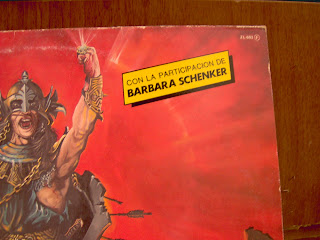 CON LA PARTICIPACION DE
BARBARA SCHENKER